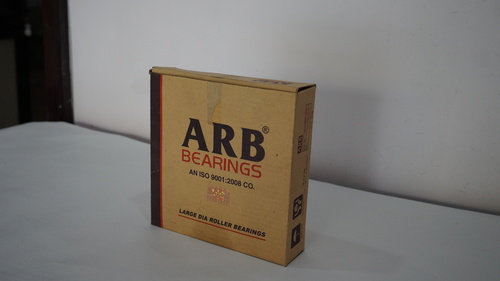 ARB®
BEARINGS
AN ISO 9001:2008 CO.
LARGE DIA ROLLER BEARINGS